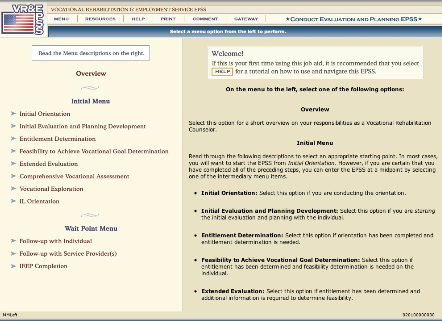 VR&E
EPSS
VOCATIONAL REHABILITATION & EMPLOYMENT SERVICE EPSS
MENU | RESOURCES | HELP | PRINT | COMMENT | GATEWAY | ★CONDUCT EVALUATION AND PLANNING EPSS★
Select a menu option from the left to perform.
Read the Menu descriptions on the right.
Overview
Initial Menu
Initial Orientation
Initial Evaluation and Planning Development
Entitlement Determination
Feasibility to Achieve Vocational Goal Determination
Extended Evaluation
Comprehensive Vocational Assessment
Vocational Exploration
IL Orientation
Wait Point Menu
Follow-up with Individual
Follow-up with Service Provider(s)
IEEP Completion
Welcome!
If this is your first time using this job aid, it is recommended that you select
HELP for a tutorial on how to use and navigate this EPSS.
On the menu to the left, select one of the following options:
Overview
Select this option for a short overview on your responsibilities as a Vocational Rehabilitation
Counselor.
Initial Menu
Read through the following descriptions to select an appropriate starting point. In most cases,
you will want to start the EPSS from Initial Orientation. However, if you are certain that you
have completed all of the preceding steps, you can enter the EPSS at a midpoint by selecting
one of the intermediary menu items.
• Initial Orientation: Select this option if you are conducting the orientation.
• Initial Evaluation and Planning Development: Select this option if you are starting
the initial evaluation and planning with the individual.
• Entitlement Determination: Select this option if orientation has been completed and
entitlement determination is needed.
• Feasibility to Achieve Vocational Goal Determination: Select this option if
entitlement has been determined and feasibility determination is needed on the
individual.
• Extended Evaluation: Select this option if entitlement has been determined and
additional information is required to determine feasibility.